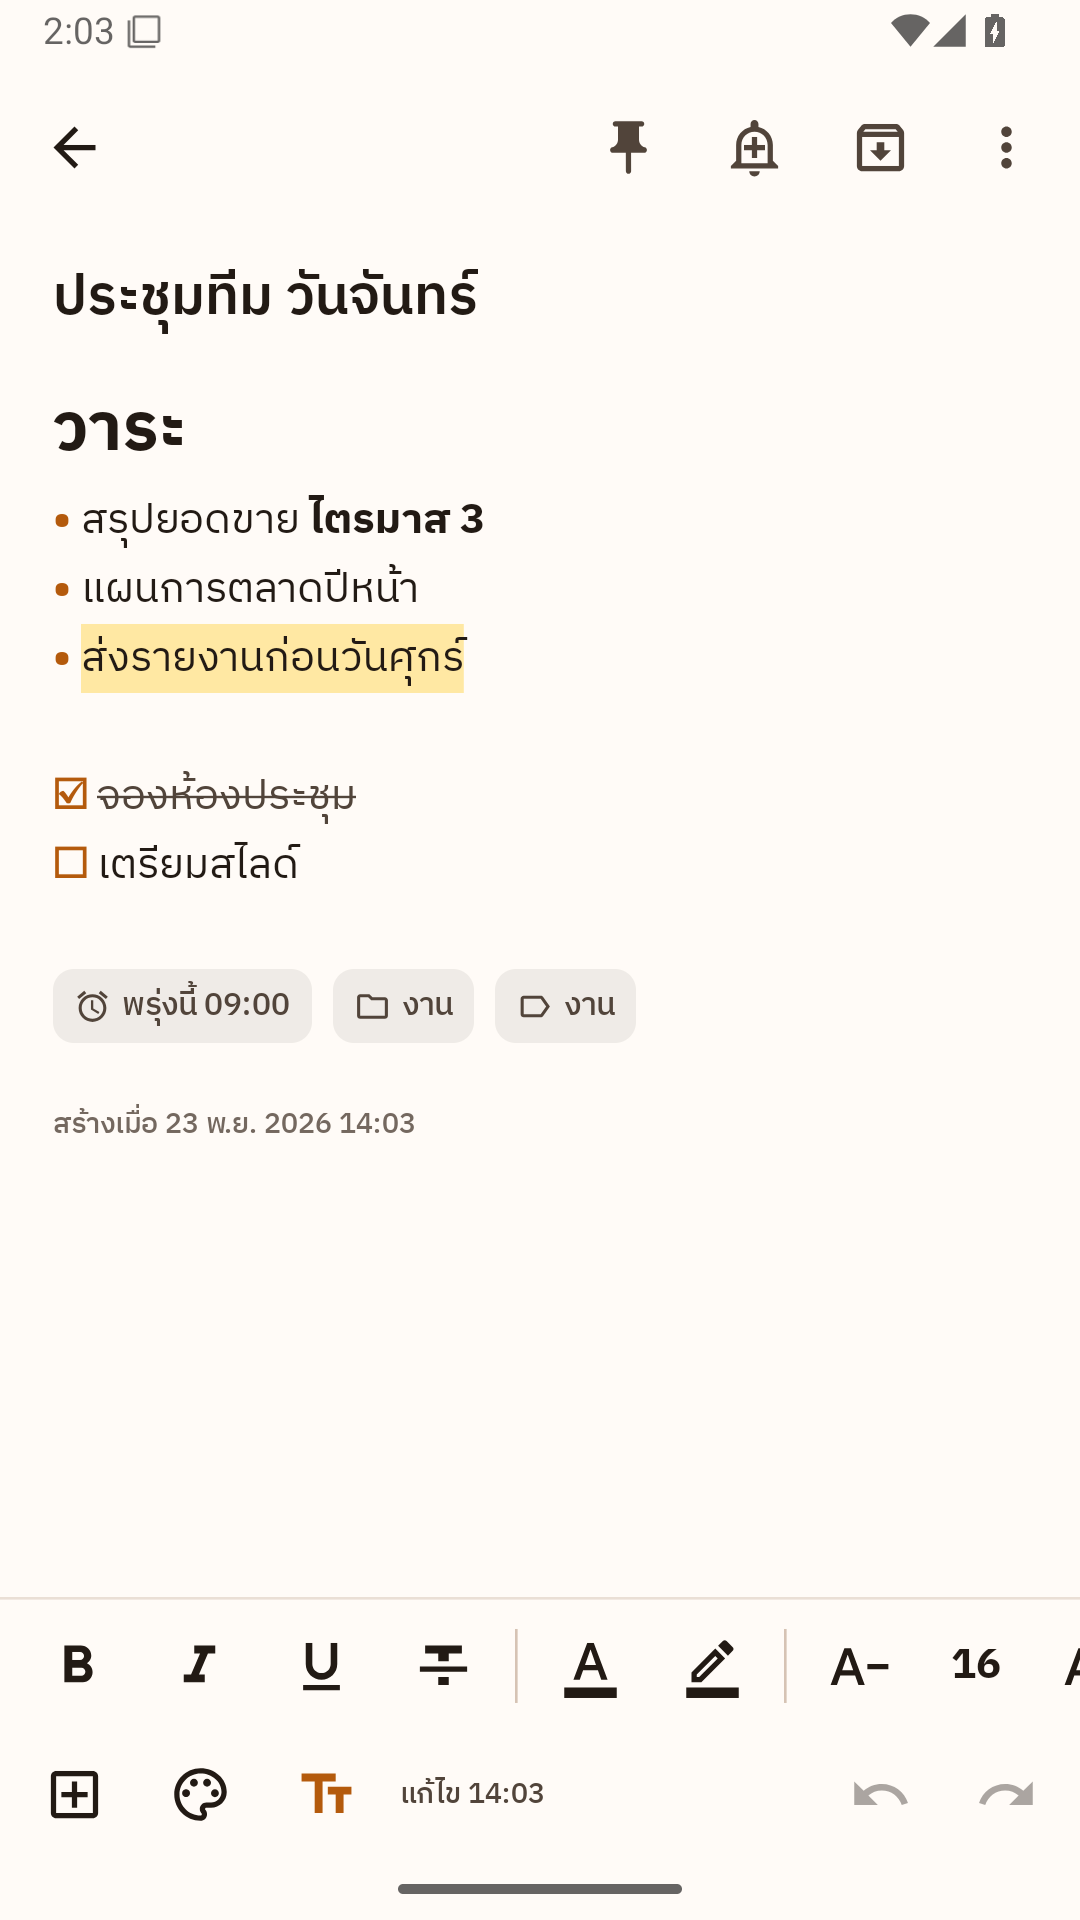 2:03
ประชุมทีม วันจันทร์
วาระ
• สรุปยอดขาย ไตรมาส 3
• แผนการตลาดปีหน้า
• ส่งรายงานก่อนวันศุกร์
☑ จองห้องประชุม
☐ เตรียมสไลด์
พรุ่งนี้ 09:00 งาน งาน
สร้างเมื่อ 23 พ.ย. 2026 14:03
B I U T A A− 16 A
Tт แก้ไข 14:03